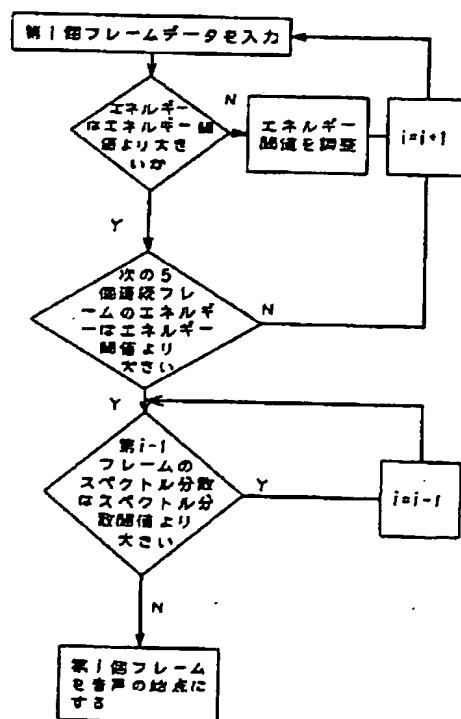 第i個フレームデータを入力
エネルギー
はエネルギー閾
値より大き
いか
N
エネルギー
閾値を調整
i=i+1
Y
次の5
個連続フレ
ームのエネルギ
ーはエネルギー
閾値より
大きい
N
Y
第i-1
フレームの
スペクトル分散
はスペクトル分
散閾値より
大きい
Y
i=i-1
N
第i個フレーム
を音声の始点に
する